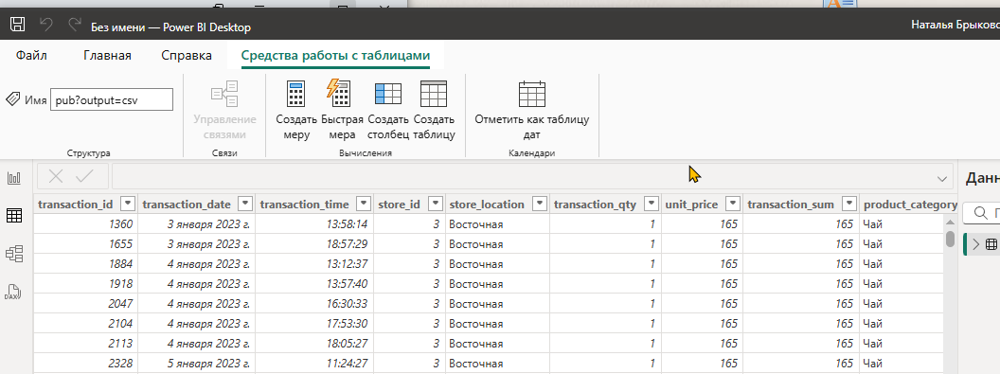 Без имени — Power BI Desktop
Наталья Брыковс
Файл Главная Справка Средства работы с таблицами
Имя pub?output=csv
Управление связями
Создать меру
Быстрая мера
Создать столбец
Создать таблицу
Отметить как таблицу дат
Структура Связи Вычисления Календари
Данн
transaction_id transaction_date transaction_time store_id store_location transaction_qty unit_price transaction_sum product_category
1360 3 января 2023 г. 13:58:14 3 Восточная 1 165 165 Чай
1655 3 января 2023 г. 18:57:29 3 Восточная 1 165 165 Чай
1884 4 января 2023 г. 13:12:37 3 Восточная 1 165 165 Чай
1918 4 января 2023 г. 13:57:40 3 Восточная 1 165 165 Чай
2047 4 января 2023 г. 16:30:33 3 Восточная 1 165 165 Чай
2104 4 января 2023 г. 17:53:30 3 Восточная 1 165 165 Чай
2113 4 января 2023 г. 18:05:27 3 Восточная 1 165 165 Чай
2328 5 января 2023 г. 11:24:27 3 Восточная 1 165 165 Чай
DAX